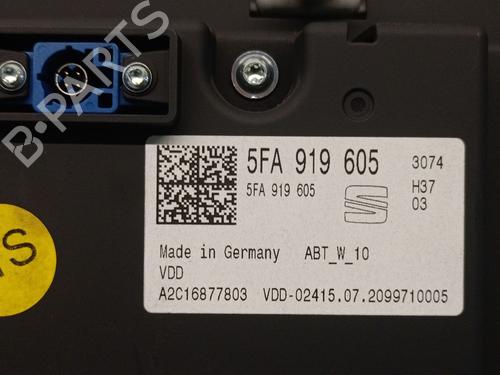 B-PARTS
5FA 919 605 3074
5FA 919 605 H37
03
Made in Germany ABT_W_10
VDD
A2C16877803 VDD-02415.07.2099710005